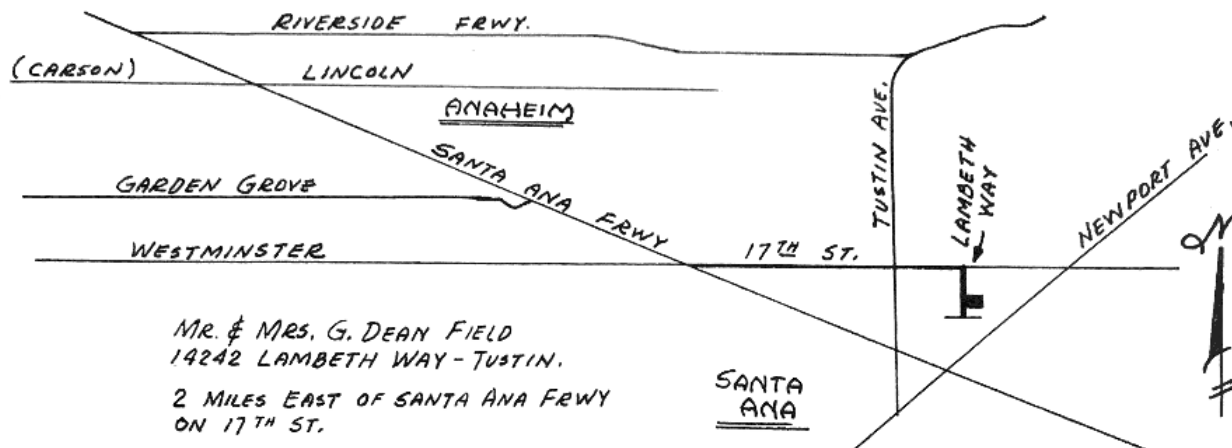 RIVERSIDE FRWY.
(CARSON) LINCOLN
ANAHEIM
TUSTIN AVE.
LAMBETH
WAY
NEWPORT AVE.
SANTA ANA FRWY
GARDEN GROVE
WESTMINSTER
17TH ST.
N
MR. & MRS. G. DEAN FIELD
14242 LAMBETH WAY - TUSTIN.
2 MILES EAST OF SANTA ANA FRWY
ON 17TH ST.
SANTA
ANA